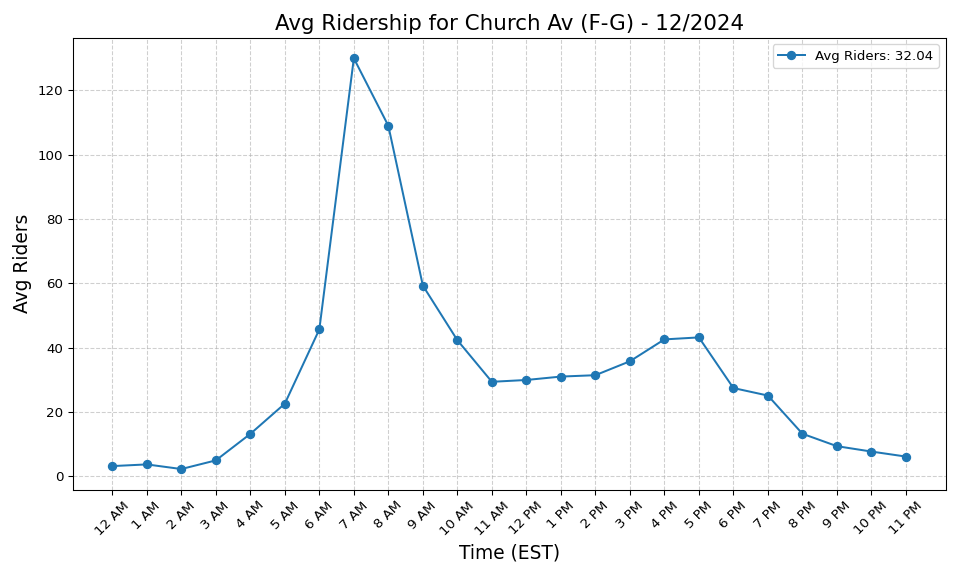 Avg Ridership for Church Av (F-G) - 12/2024
Avg Riders: 32.04
Avg Riders
120
100
80
60
40
20
0
12 AM
1 AM
2 AM
3 AM
4 AM
5 AM
6 AM
7 AM
8 AM
9 AM
10 AM
11 AM
12 PM
1 PM
2 PM
3 PM
4 PM
5 PM
6 PM
7 PM
8 PM
9 PM
10 PM
11 PM
Time (EST)